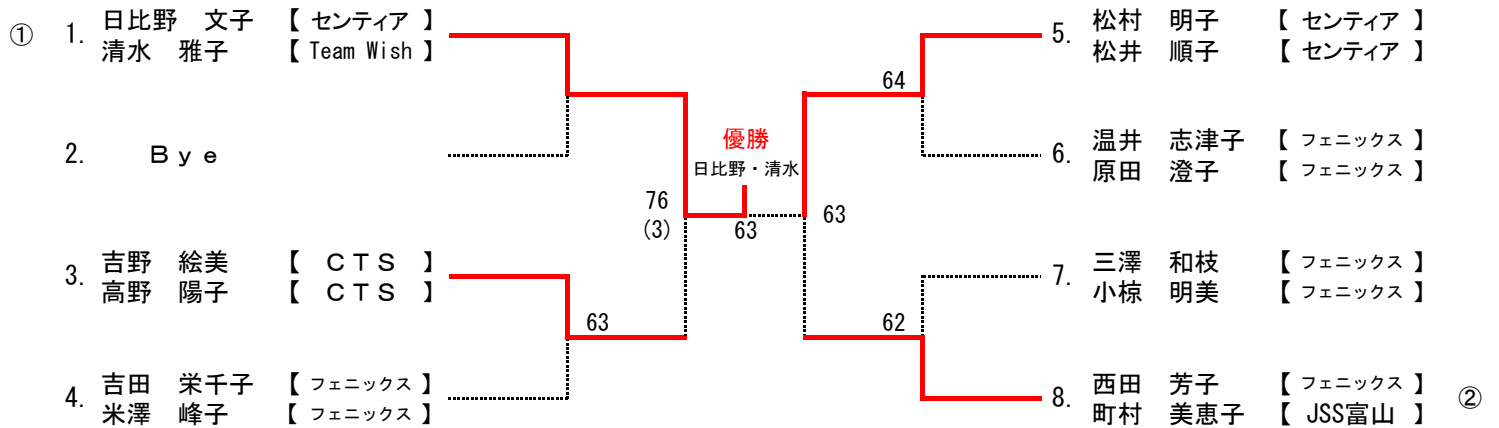 ① 1. 日比野　文子 【 センティア 】
清水　雅子 【 Team Wish 】
2. Ｂｙｅ
3. 吉野　絵美 【 ＣＴＳ 】
高野　陽子 【 ＣＴＳ 】
4. 吉田　栄千子 【 フェニックス 】
米澤　峰子 【 フェニックス 】
63
76
(3)
優勝
日比野・清水
63
63
64
62
5. 松村　明子 【 センティア 】
松井　順子 【 センティア 】
6. 温井　志津子 【 フェニックス 】
原田　澄子 【 フェニックス 】
7. 三澤　和枝 【 フェニックス 】
小椋　明美 【 フェニックス 】
8. 西田　芳子 【 フェニックス 】 ②
町村　美恵子 【 JSS富山 】